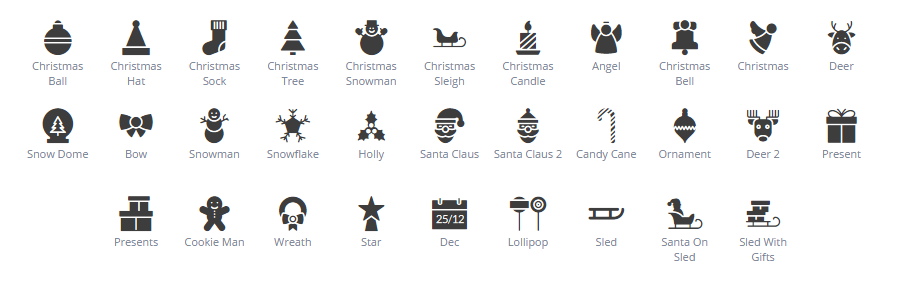 Christmas Ball
Christmas Hat
Christmas Sock
Christmas Tree
Christmas Snowman
Christmas Sleigh
Christmas Candle
Angel
Christmas Bell
Christmas
Deer
Snow Dome
Bow
Snowman
Snowflake
Holly
Santa Claus
Santa Claus 2
Candy Cane
Ornament
Deer 2
Present
25/12
Presents
Cookie Man
Wreath
Star
Dec
Lollipop
Sled
Santa On Sled
Sled With Gifts